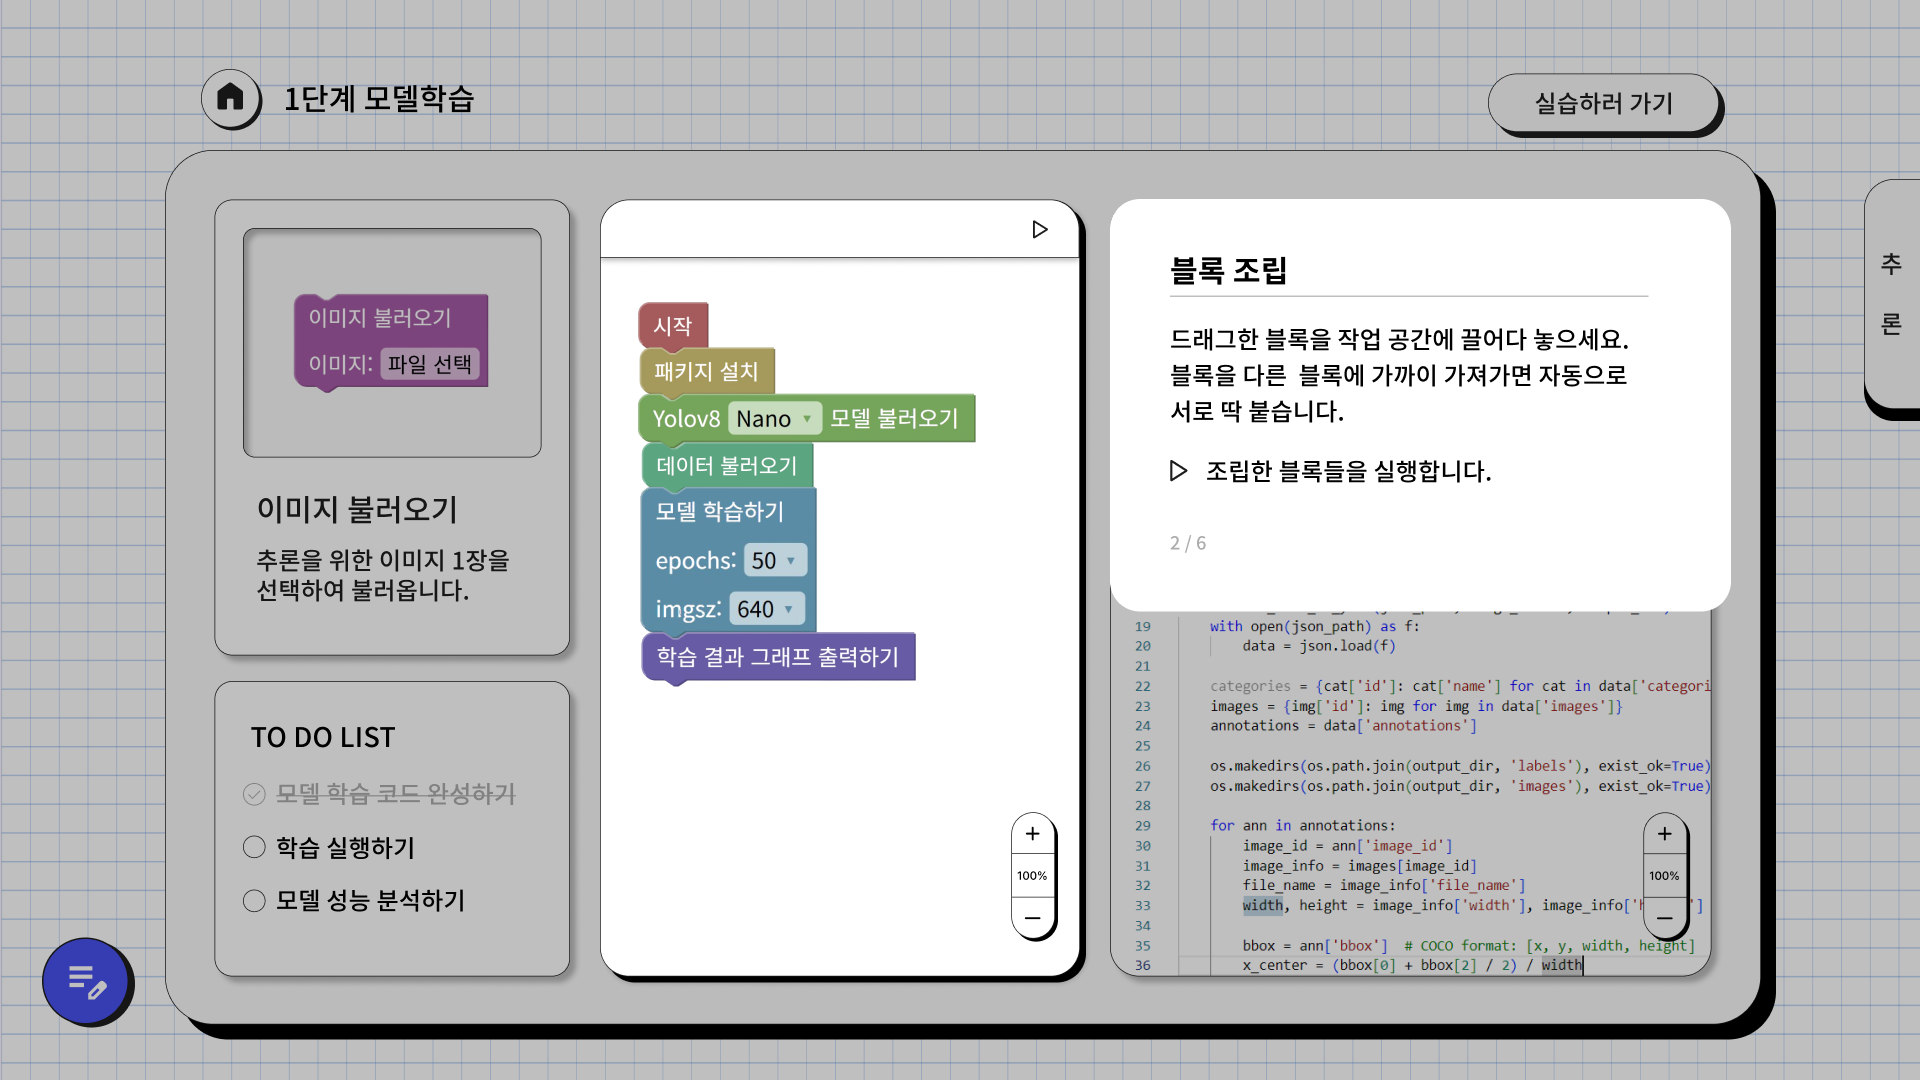 1단계 모델학습
실습하러 가기
이미지 불러오기
이미지: 파일 선택
이미지 불러오기
추론을 위한 이미지 1장을
선택하여 불러옵니다.
TO DO LIST
모델 학습 코드 완성하기
학습 실행하기
모델 성능 분석하기
시작
패키지 설치
Yolov8 Nano 모델 불러오기
데이터 불러오기
모델 학습하기
epochs: 50
imgsz: 640
학습 결과 그래프 출력하기
+
100%
−
블록 조립
드래그한 블록을 작업 공간에 끌어다 놓으세요.
블록을 다른 블록에 가까이 가져가면 자동으로
서로 딱 붙습니다.
조립한 블록들을 실행합니다.
2 / 6
19 with open(json_path) as f:
20 data = json.load(f)
21
22 categories = {cat['id']: cat['name'] for cat in data['categori
23 images = {img['id']: img for img in data['images']}
24 annotations = data['annotations']
25
26 os.makedirs(os.path.join(output_dir, 'labels'), exist_ok=True)
27 os.makedirs(os.path.join(output_dir, 'images'), exist_ok=True)
28
29 for ann in annotations:
30 image_id = ann['image_id']
31 image_info = images[image_id]
32 file_name = image_info['file_name']
33 width, height = image_info['width'], image_info['h ']
34
35 bbox = ann['bbox'] # COCO format: [x, y, width, height]
36 x_center = (bbox[0] + bbox[2] / 2) / width
+
100%
−
추
론